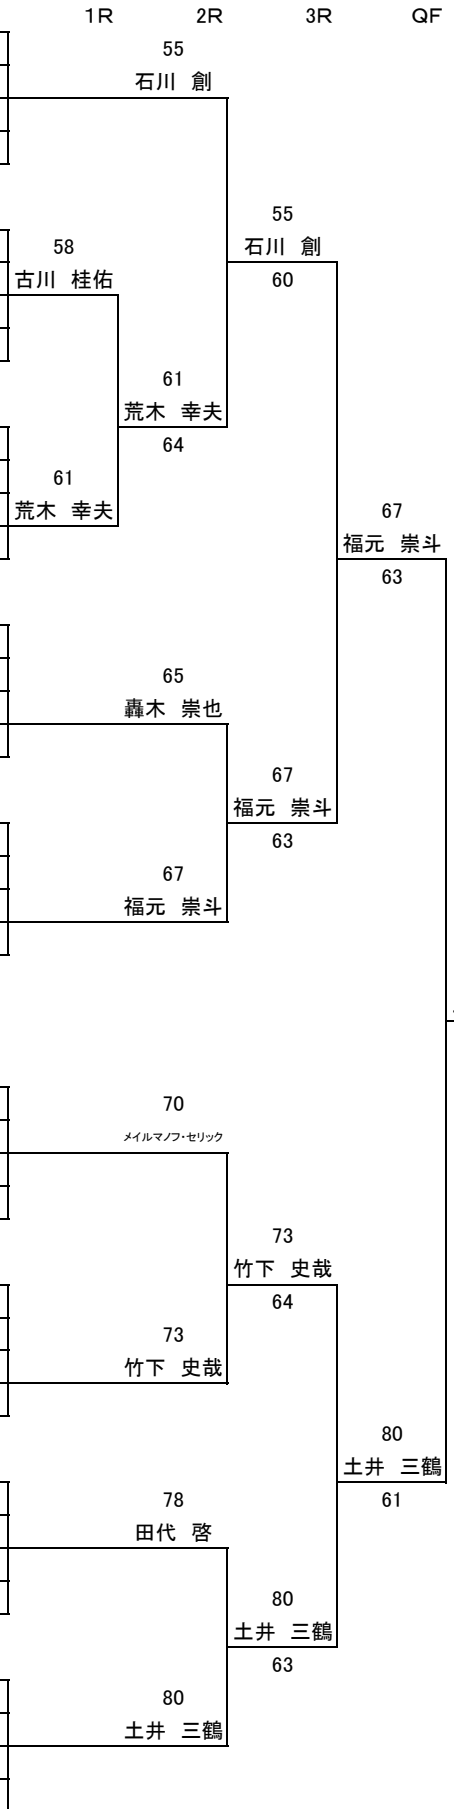 1R 2R 3R QF
55
石川 創
55
石川 創
60
58
古川 桂佑
61
荒木 幸夫
64
61
荒木 幸夫
67
福元 崇斗
63
65
轟木 崇也
67
福元 崇斗
63
67
福元 崇斗
70
メイルマノフ・セリック
73
竹下 史哉
64
73
竹下 史哉
80
土井 三鶴
61
78
田代 啓
80
土井 三鶴
63
80
土井 三鶴